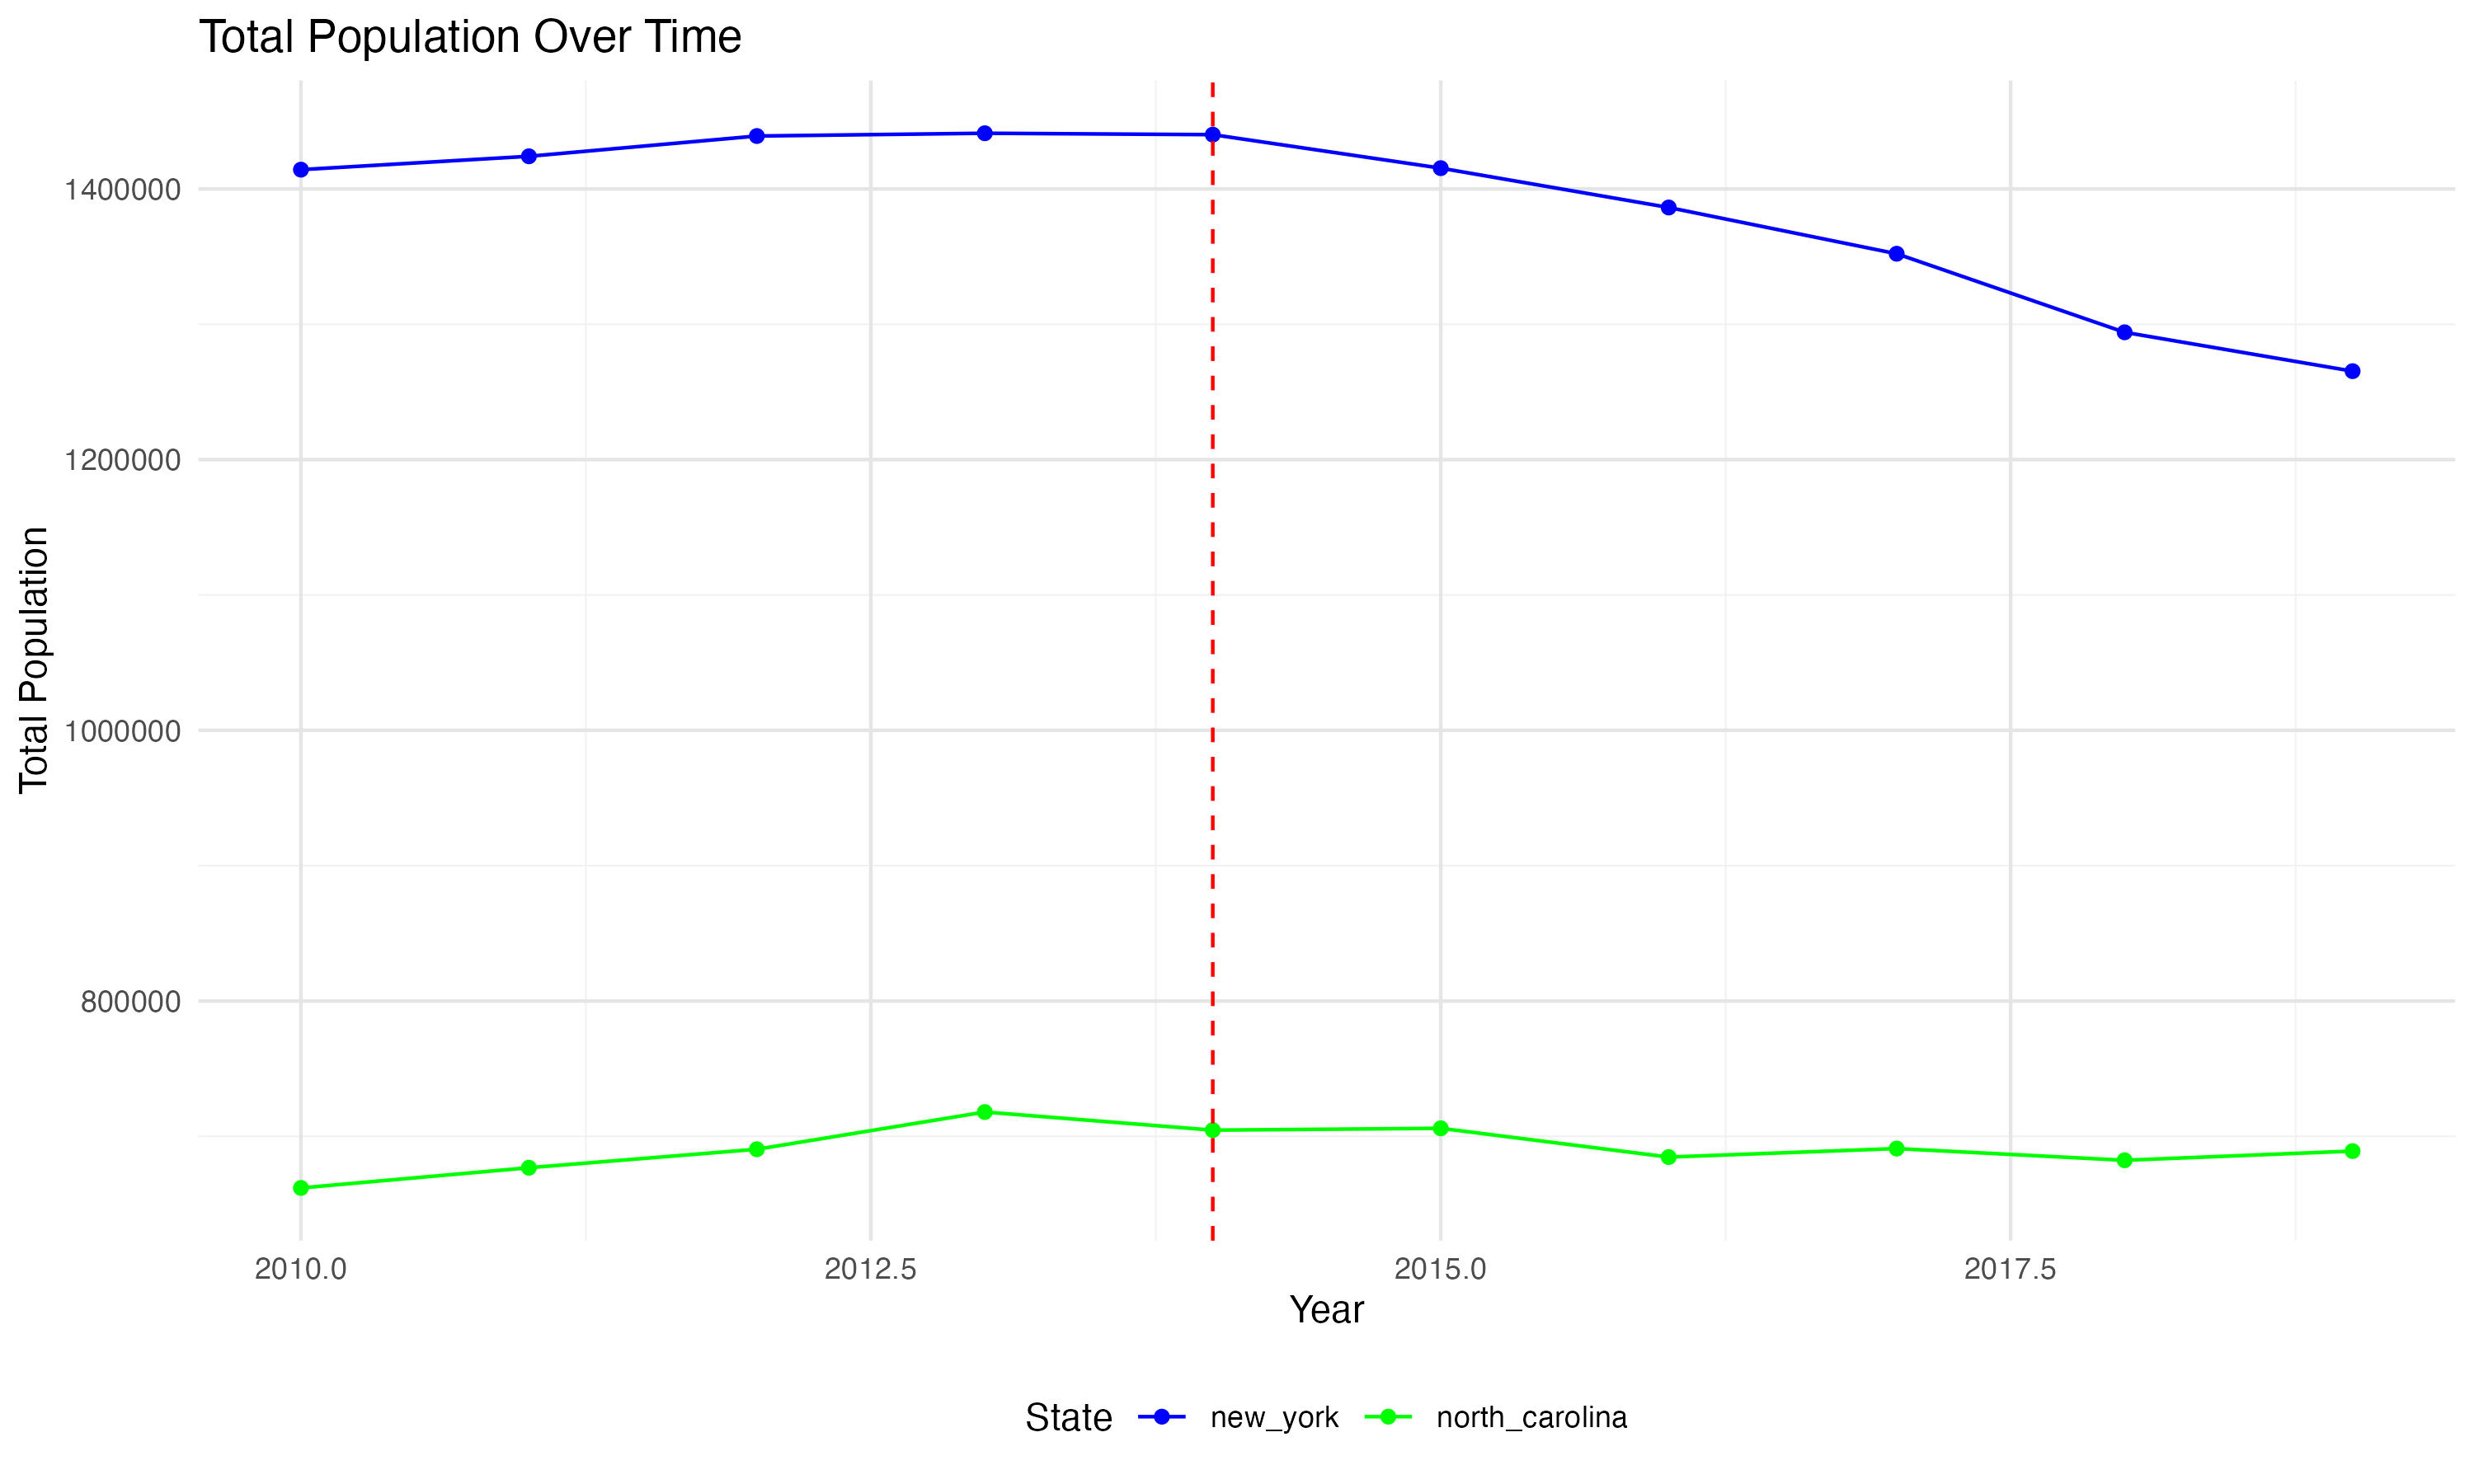 Total Population Over Time
Total Population
1400000
1200000
1000000
800000
2010.0 2012.5 2015.0 2017.5
Year
State new_york north_carolina